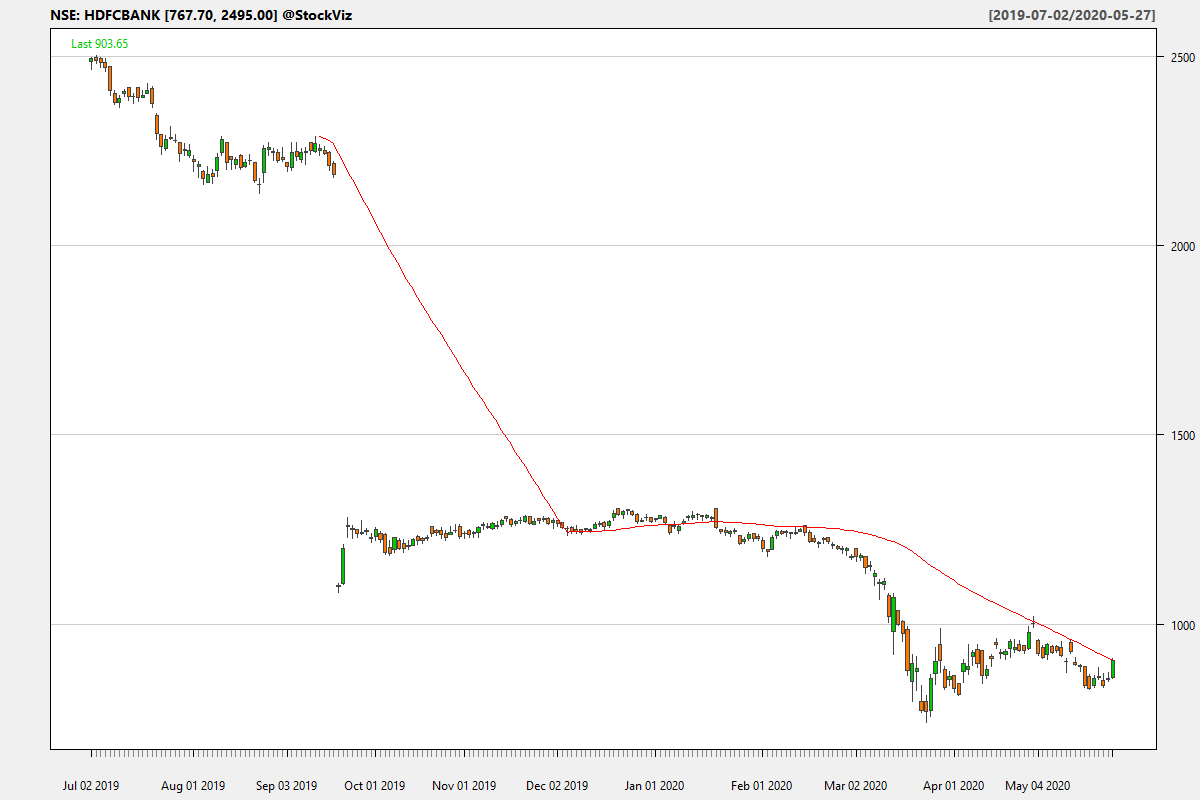 NSE: HDFCBANK [767.70, 2495.00] @StockViz
[2019-07-02/2020-05-27]
Last 903.65
2500
2000
1500
1000
Jul 02 2019 Aug 01 2019 Sep 03 2019 Oct 01 2019 Nov 01 2019 Dec 02 2019 Jan 01 2020 Feb 01 2020 Mar 02 2020 Apr 01 2020 May 04 2020